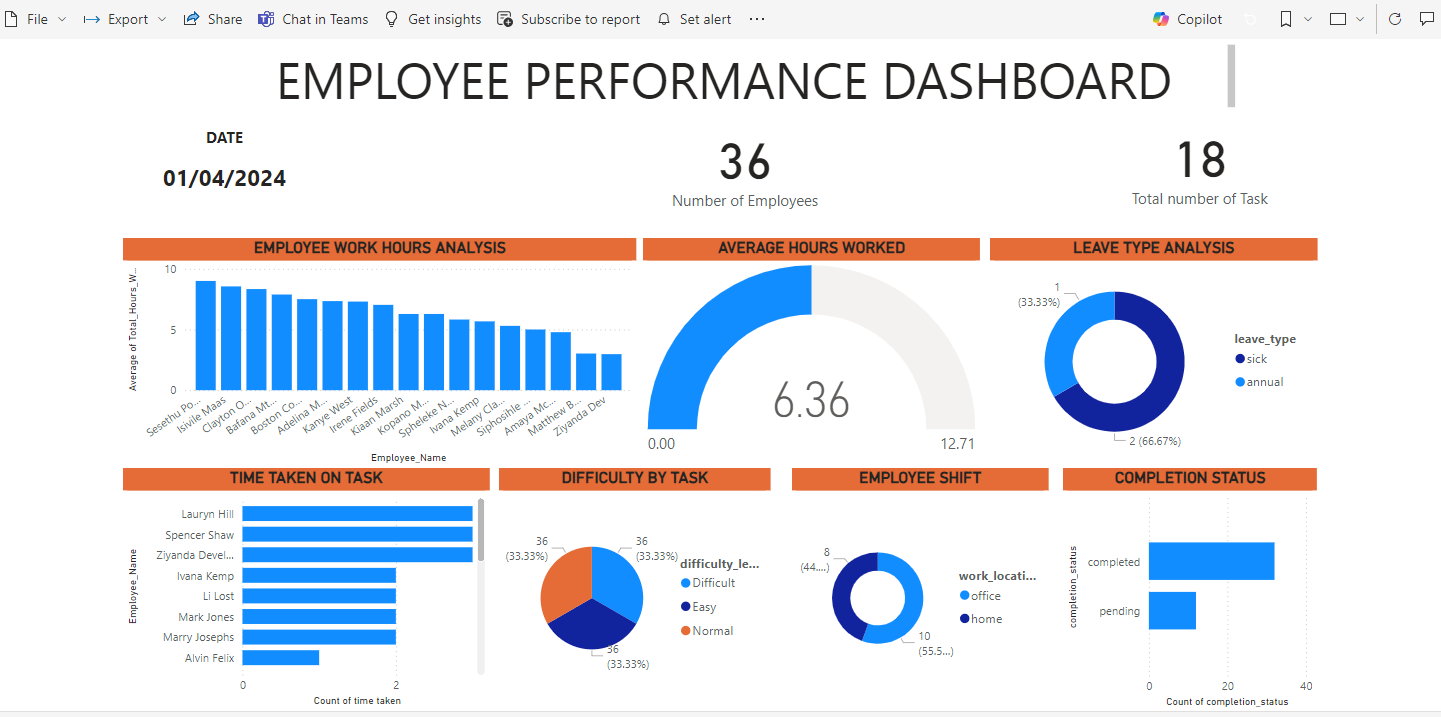 File Export Share Chat in Teams Get insights Subscribe to report Set alert ... Copilot
EMPLOYEE PERFORMANCE DASHBOARD
DATE
01/04/2024
36
Number of Employees
18
Total number of Task
EMPLOYEE WORK HOURS ANALYSIS
Average of Total_Hours_W...
10
5
0
Sesethu Po...
Isivile Maas
Clayton O...
Bafana Mt...
Boston Co...
Adelina M...
Kanye West
Irene Fields
Kiaan Marsh
Kopano M...
Spheleke N...
Ivana Kemp
Melany Cla...
Siphosihle ...
Amaya Mc...
Matthew B...
Ziyanda Dev
Employee_Name
AVERAGE HOURS WORKED
6.36
0.00
12.71
LEAVE TYPE ANALYSIS
1
(33.33%)
2 (66.67%)
leave_type
sick
annual
TIME TAKEN ON TASK
Employee_Name
Lauryn Hill
Spencer Shaw
Ziyanda Devel...
Ivana Kemp
Li Lost
Mark Jones
Marry Josephs
Alvin Felix
0
2
Count of time taken
DIFFICULTY BY TASK
36
(33.33%)
36
(33.33%)
36
(33.33%)
difficulty_le...
Difficult
Easy
Normal
EMPLOYEE SHIFT
8
(44....)
10
(55.5...)
work_locati...
office
home
COMPLETION STATUS
completion_status
completed
pending
0
20
40
Count of completion_status